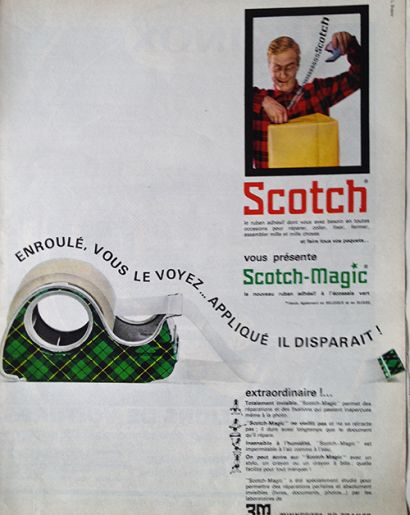 Scotch
Scotch
le ruban adhésif dont vous avez besoin en toutes
occasions pour réparer, coller, fixer, fermer,
assembler mille et mille choses
et faire tous vos paquets...
vous présente
Scotch-Magic
le nouveau ruban adhésif à l'écossais vert
ENROULÉ, VOUS LE VOYEZ... APPLIQUÉ IL DISPARAIT !
extraordinaire !...
Totalement invisible, "Scotch-Magic" permet des
réparations et des fixations qui passent inaperçues
même à la photo.
"Scotch-Magic" ne vieillit pas et ne se rétracte
pas : il dure aussi longtemps que le document
qu'il répare.
Insensible à l'humidité, "Scotch-Magic" est
imperméable à l'air comme à l'eau.
On peut écrire sur "Scotch-Magic" avec un
stylo, un crayon ou un crayon à bille : quelle
facilité pour tout marquer !
"Scotch-Magic" a été spécialement étudié pour
permettre des réparations parfaites et absolument
invisibles (livres, documents, photos...) par les
laboratoires de
3M MINNESOTA DE FRANCE